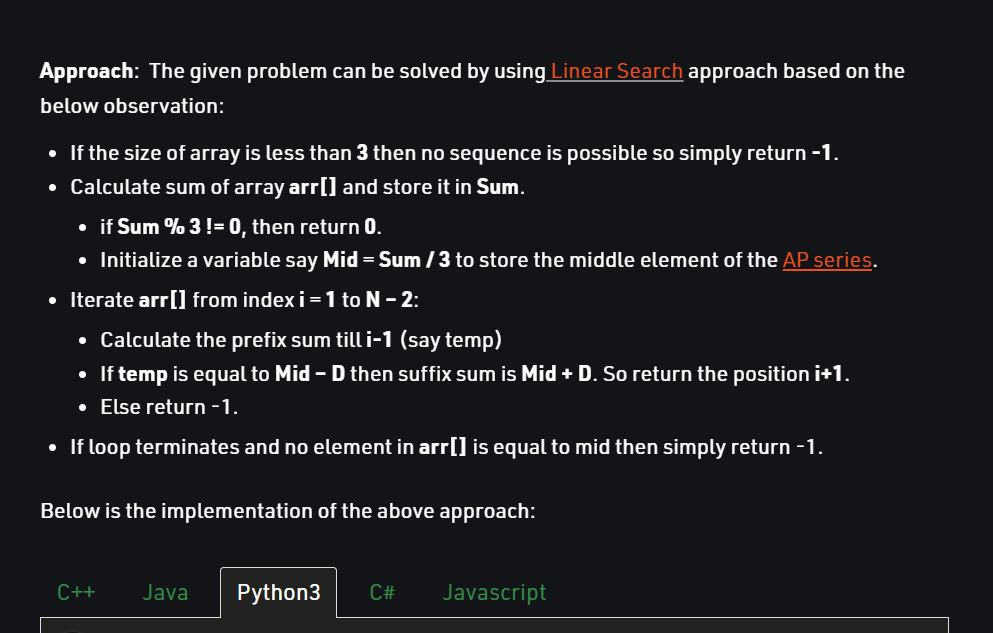 Approach: The given problem can be solved by using Linear Search approach based on the
below observation:
• If the size of array is less than 3 then no sequence is possible so simply return -1.
• Calculate sum of array arr[] and store it in Sum.
• if Sum % 3 != 0, then return 0.
• Initialize a variable say Mid = Sum / 3 to store the middle element of the AP series.
• Iterate arr[] from index i = 1 to N – 2:
• Calculate the prefix sum till i-1 (say temp)
• If temp is equal to Mid – D then suffix sum is Mid + D. So return the position i+1.
• Else return -1.
• If loop terminates and no element in arr[] is equal to mid then simply return -1.
Below is the implementation of the above approach:
C++ Java Python3 C# Javascript